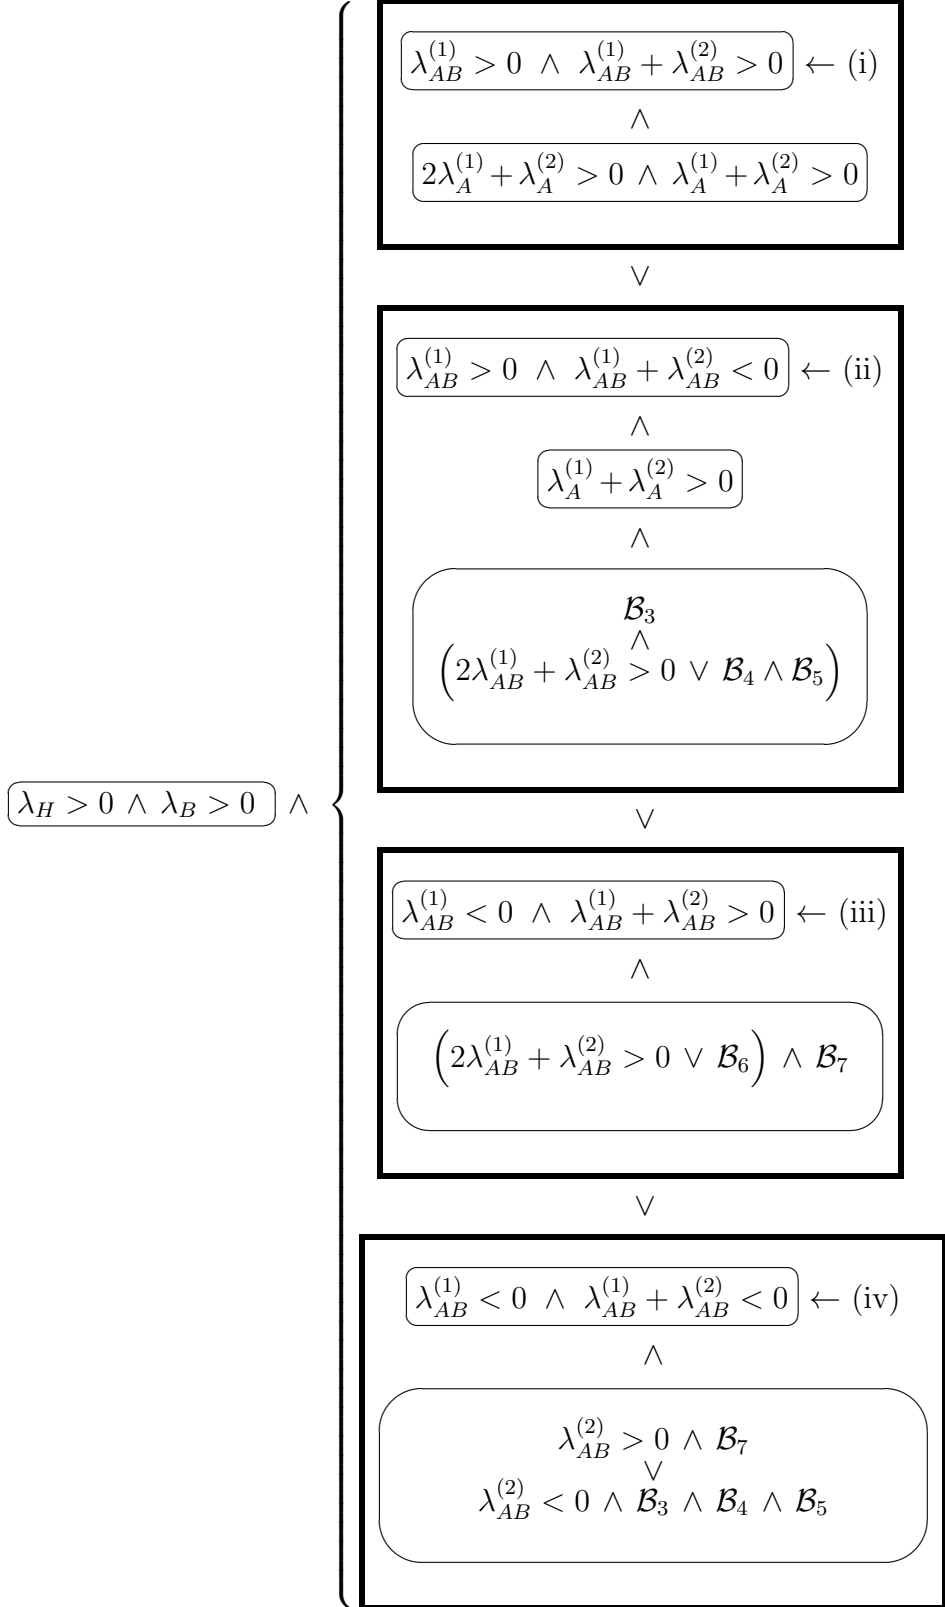 λ_{AB}^{(1)} > 0 ∧ λ_{AB}^{(1)} + λ_{AB}^{(2)} > 0 ← (i)
∧
2λ_A^{(1)} + λ_A^{(2)} > 0 ∧ λ_A^{(1)} + λ_A^{(2)} > 0
∨
λ_{AB}^{(1)} > 0 ∧ λ_{AB}^{(1)} + λ_{AB}^{(2)} < 0 ← (ii)
∧
λ_A^{(1)} + λ_A^{(2)} > 0
∧
ℬ_3
∧
(2λ_{AB}^{(1)} + λ_{AB}^{(2)} > 0 ∨ ℬ_4 ∧ ℬ_5)
λ_H > 0 ∧ λ_B > 0 ∧ {
∨
λ_{AB}^{(1)} < 0 ∧ λ_{AB}^{(1)} + λ_{AB}^{(2)} > 0 ← (iii)
∧
(2λ_{AB}^{(1)} + λ_{AB}^{(2)} > 0 ∨ ℬ_6) ∧ ℬ_7
∨
λ_{AB}^{(1)} < 0 ∧ λ_{AB}^{(1)} + λ_{AB}^{(2)} < 0 ← (iv)
∧
λ_{AB}^{(2)} > 0 ∧ ℬ_7
∨
λ_{AB}^{(2)} < 0 ∧ ℬ_3 ∧ ℬ_4 ∧ ℬ_5